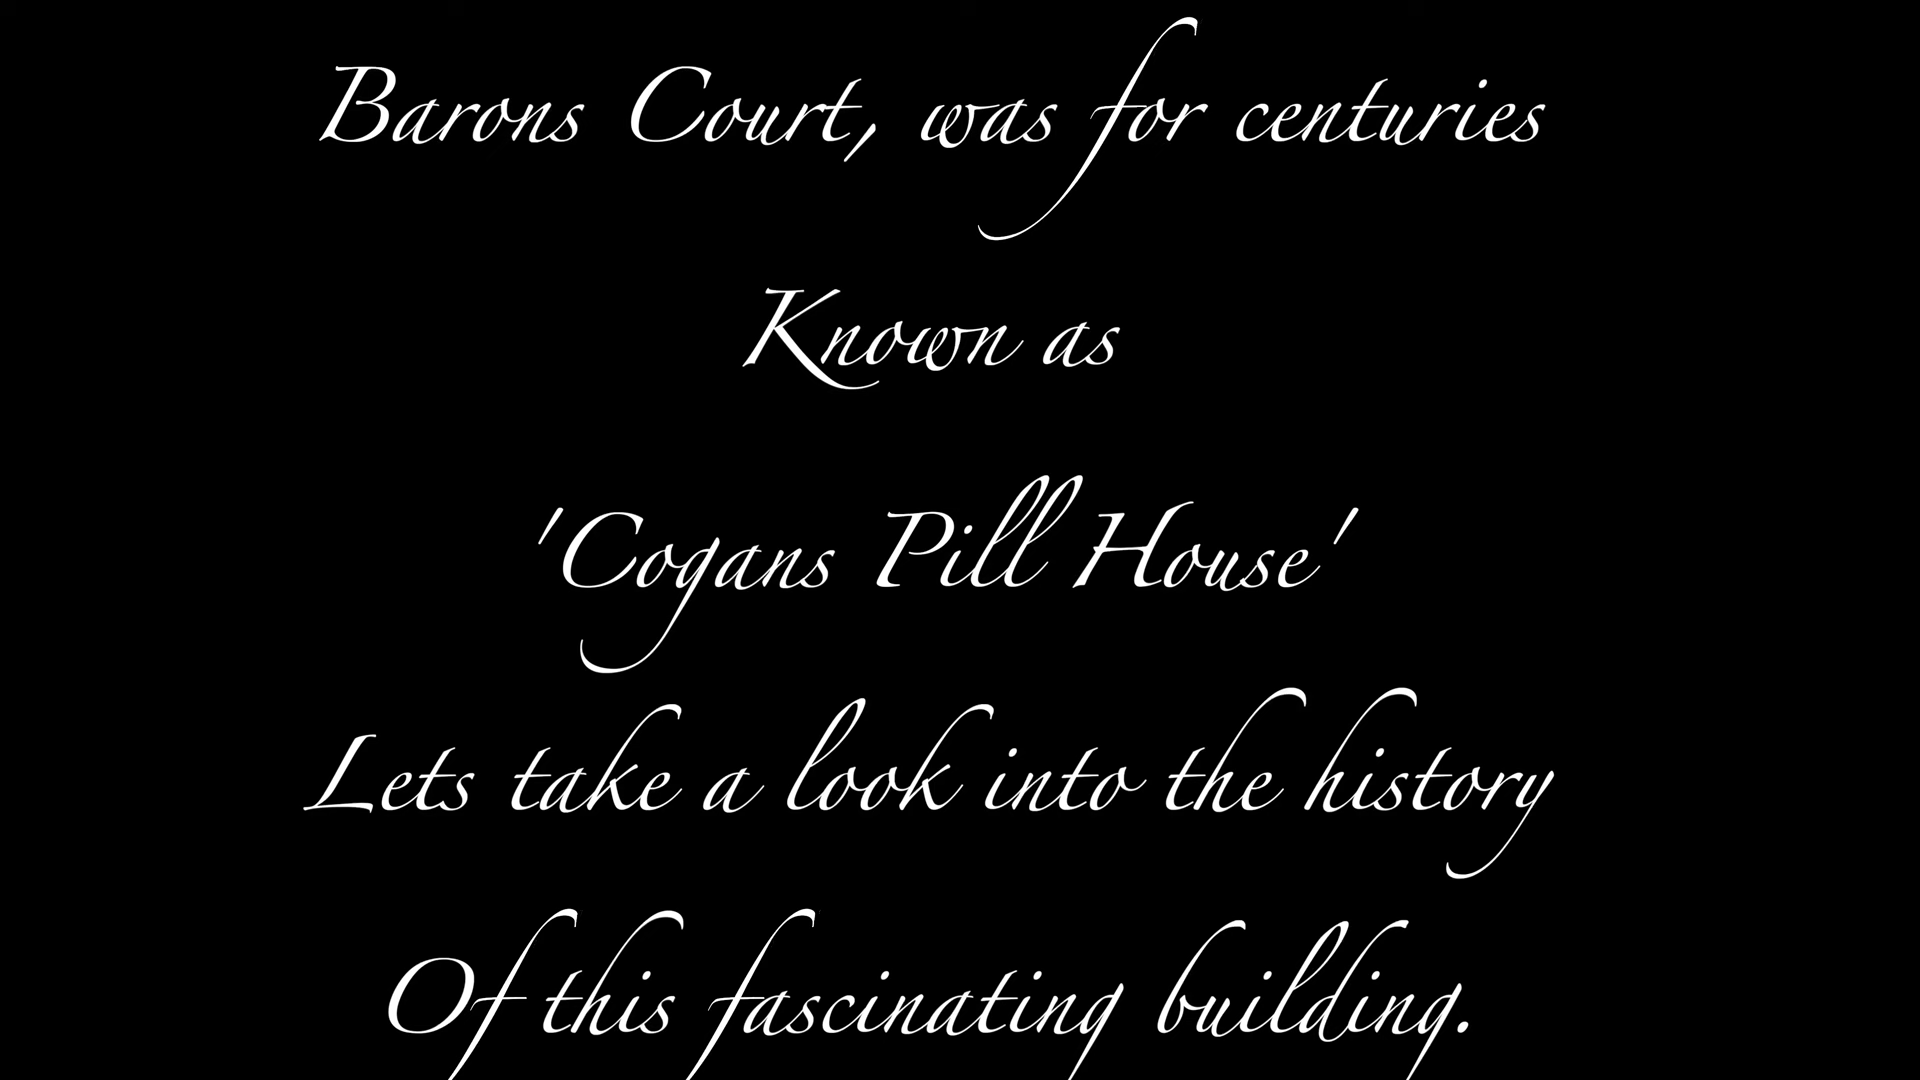 Barons Court, was for centuries
Known as
'Cogans Pill House'
Lets take a look into the history
Of this fascinating building.